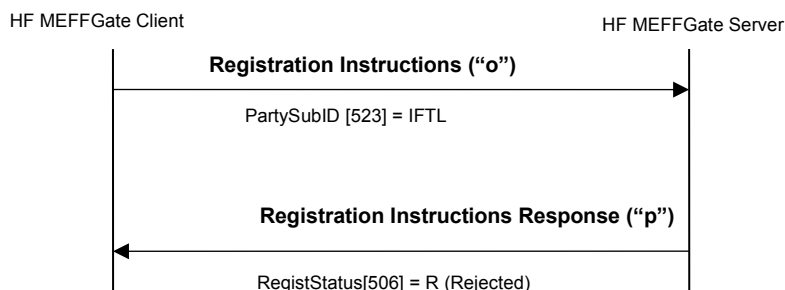 HF MEFFGate Client
HF MEFFGate Server
Registration Instructions (“o”)
PartySubID [523] = IFTL
Registration Instructions Response (“p”)
RegistStatus[506] = R (Rejected)